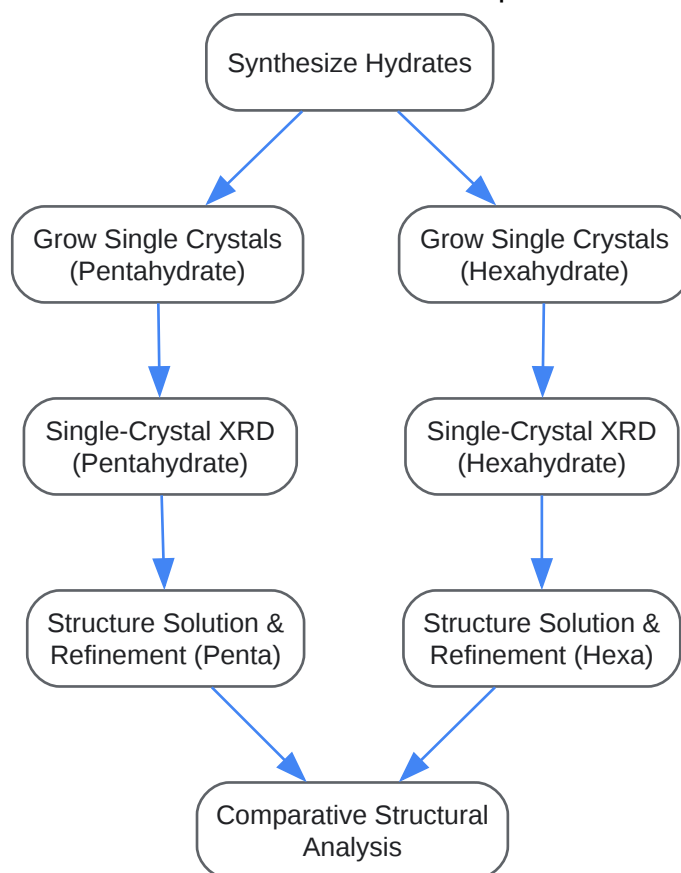 Synthesize Hydrates
Grow Single Crystals
(Pentahydrate)
Grow Single Crystals
(Hexahydrate)
Single-Crystal XRD
(Pentahydrate)
Single-Crystal XRD
(Hexahydrate)
Structure Solution &
Refinement (Penta)
Structure Solution &
Refinement (Hexa)
Comparative Structural
Analysis